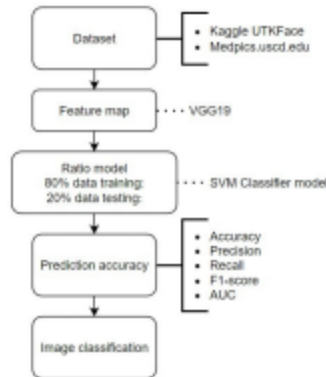 Dataset
• Kaggle UTKFace
• Medpics.uscd.edu
Feature map
VGG19
Ratio model
80% data training:
20% data testing:
SVM Classifier model
Prediction accuracy
• Accuracy
• Precision
• Recall
• F1-score
• AUC
Image classification